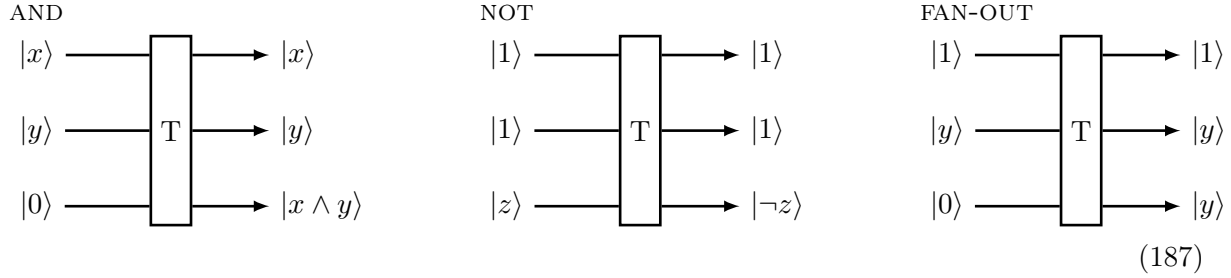 AND NOT FAN-OUT
|x⟩ |x⟩ |1⟩ |1⟩ |1⟩ |1⟩
|y⟩ T |y⟩ |1⟩ T |1⟩ |y⟩ T |y⟩
|0⟩ |x ∧ y⟩ |z⟩ |¬z⟩ |0⟩ |y⟩
(187)